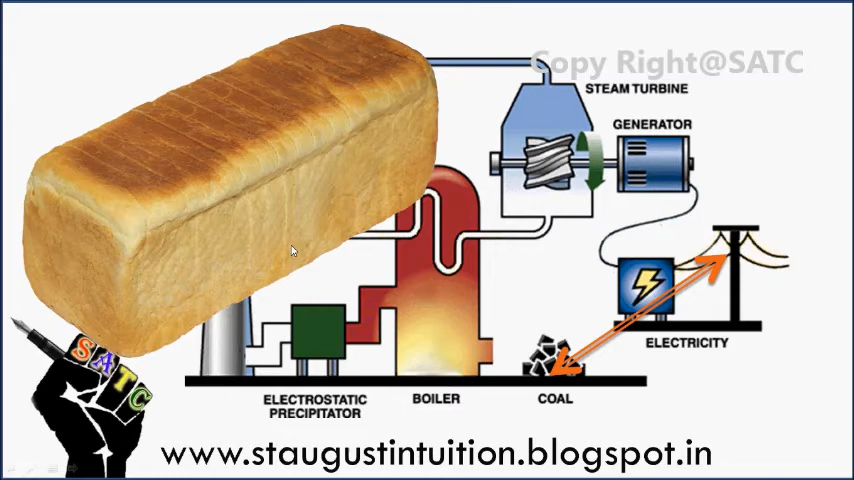 Copy Right@SATC
STEAM TURBINE
GENERATOR
ELECTRICITY
SATC
ELECTROSTATIC
PRECIPITATOR
BOILER
COAL
www.staugustintuition.blogspot.in